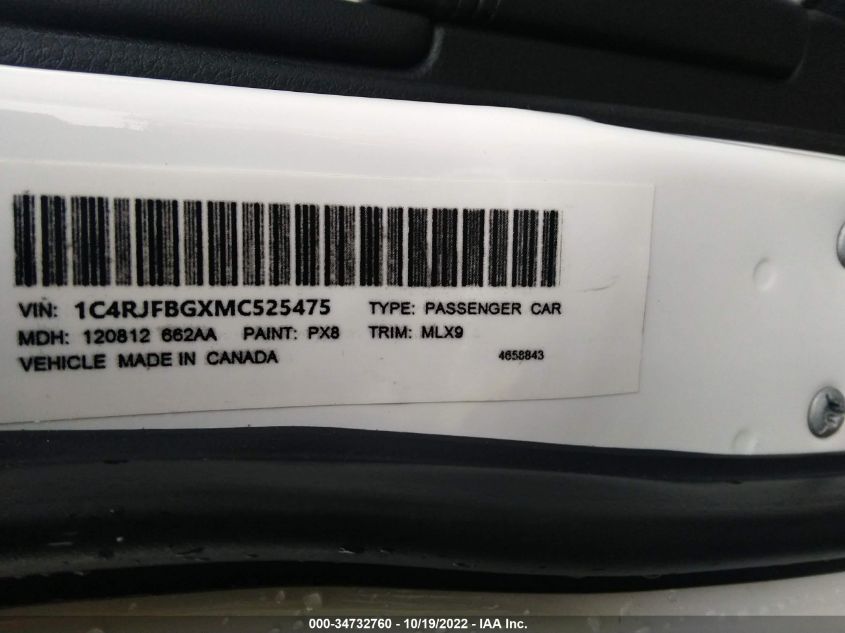 VIN: 1C4RJFBGXMC525475 TYPE: PASSENGER CAR
MDH: 120812 662AA PAINT: PX8 TRIM: MLX9
VEHICLE MADE IN CANADA 4658843
000-34732760 - 10/19/2022 - IAA Inc.